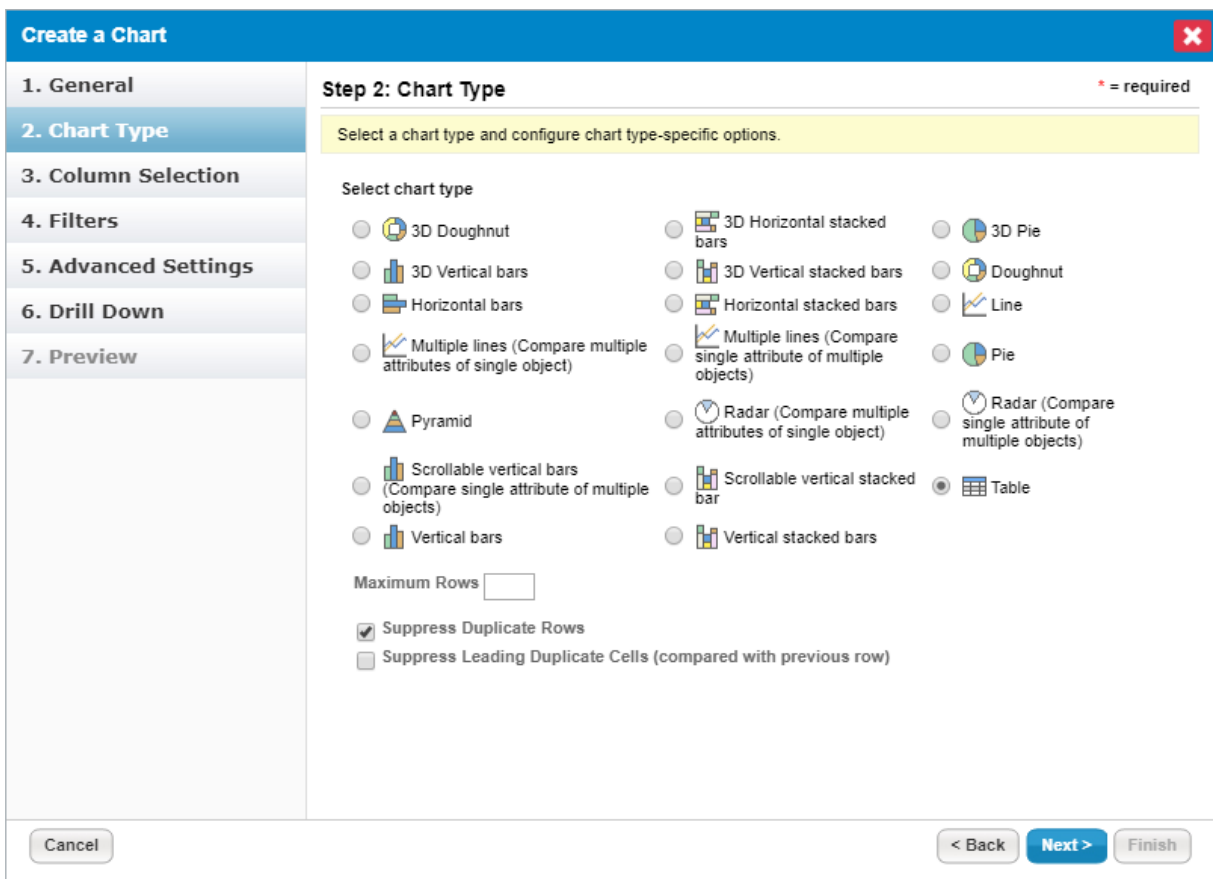 Create a Chart
1. General
2. Chart Type
3. Column Selection
4. Filters
5. Advanced Settings
6. Drill Down
7. Preview
Step 2: Chart Type
* = required
Select a chart type and configure chart type-specific options.
Select chart type
3D Doughnut
3D Horizontal stacked
bars
3D Pie
3D Vertical bars
3D Vertical stacked bars
Doughnut
Horizontal bars
Horizontal stacked bars
Line
Multiple lines (Compare multiple
attributes of single object)
Multiple lines (Compare
single attribute of multiple
objects)
Pie
Pyramid
Radar (Compare multiple
attributes of single object)
Radar (Compare
single attribute of
multiple objects)
Scrollable vertical bars
(Compare single attribute of multiple
objects)
Scrollable vertical stacked
bar
Table
Vertical bars
Vertical stacked bars
Maximum Rows
Suppress Duplicate Rows
Suppress Leading Duplicate Cells (compared with previous row)
Cancel
< Back
Next >
Finish